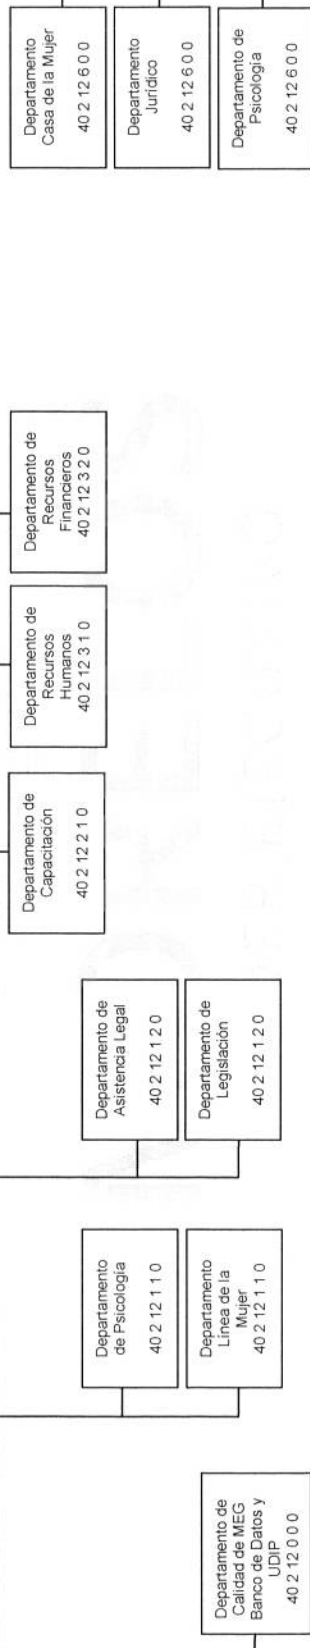 Departamento de
Calidad de MEG
Banco de Datos y
UDIP
40 2 12 0 0 0
Departamento
de Psicología
40 2 12 1 1 0
Departamento
Línea de la
Mujer
40 2 12 1 1 0
Departamento de
Asistencia Legal
40 2 12 1 2 0
Departamento de
Legislación
40 2 12 1 2 0
Departamento de
Capacitación
40 2 12 2 1 0
Departamento de
Recursos
Humanos
40 2 12 3 1 0
Departamento de
Recursos
Financieros
40 2 12 3 2 0
Departamento
Casa de la Mujer
40 2 12 6 0 0
Departamento
Jurídico
40 2 12 6 0 0
Departamento de
Psicología
40 2 12 6 0 0